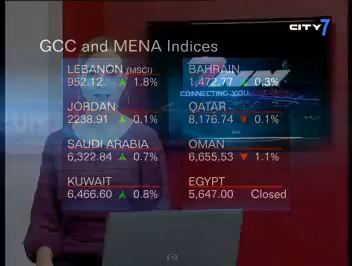 CITY7
GCC and MENA Indices
LEBANON (MSCI)
952.12 ▲ 1.8%
JORDAN
2238.91 ▲ 0.1%
SAUDI ARABIA
6,322.84 ▲ 0.7%
KUWAIT
6,466.60 ▲ 0.8%
BAHRAIN
1,472.77 ▲ 0.3%
CONNECTING YOU
QATAR
8,176.74 ▼ 0.1%
OMAN
6,655.53 ▼ 1.1%
EGYPT
5,647.00 Closed